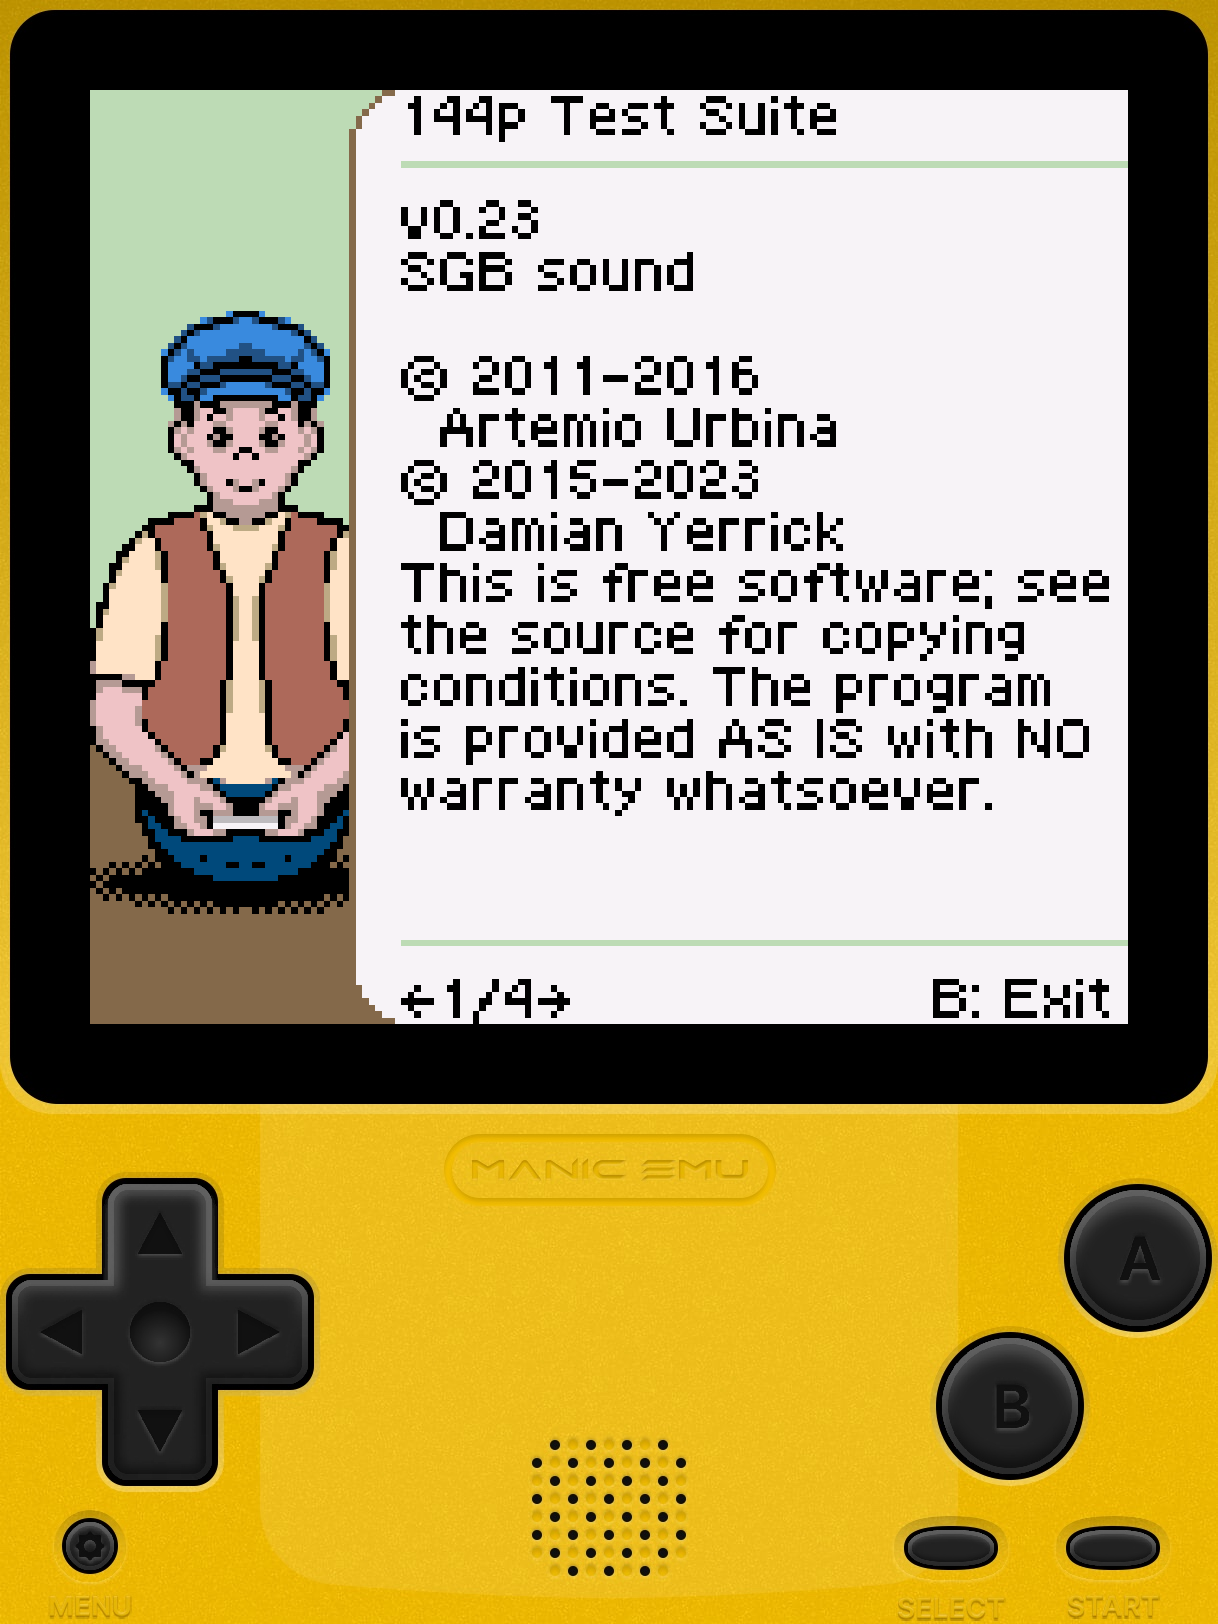 144p Test Suite
v0.23
SGB sound
© 2011-2016
Artemio Urbina
© 2015-2023
Damian Yerrick
This is free software; see
the source for copying
conditions. The program
is provided AS IS with NO
warranty whatsoever.
←1/4→ B: Exit
MANIC EMU
A
B
MENU
SELECT START